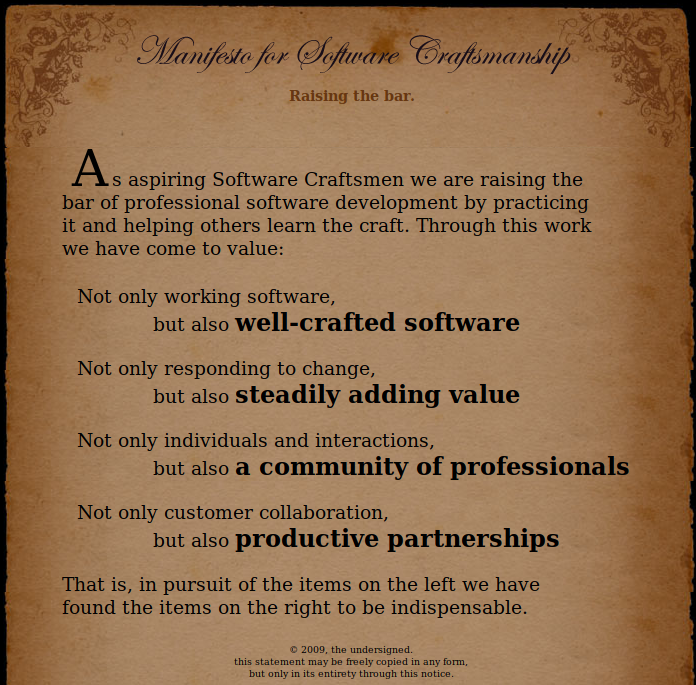 Manifesto for Software Craftsmanship
Raising the bar.
As aspiring Software Craftsmen we are raising the
bar of professional software development by practicing
it and helping others learn the craft. Through this work
we have come to value:
Not only working software,
but also well-crafted software
Not only responding to change,
but also steadily adding value
Not only individuals and interactions,
but also a community of professionals
Not only customer collaboration,
but also productive partnerships
That is, in pursuit of the items on the left we have
found the items on the right to be indispensable.
© 2009, the undersigned.
this statement may be freely copied in any form,
but only in its entirety through this notice.